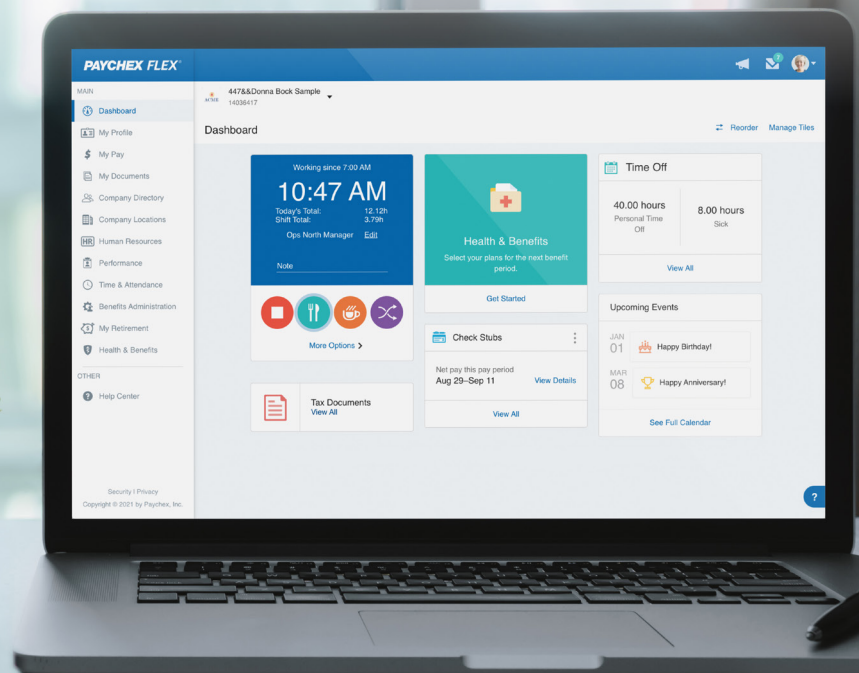 PAYCHEX FLEX
2
MAIN
Dashboard
My Profile
My Pay
My Documents
Company Directory
Company Locations
HR Human Resources
Performance
Time & Attendance
Benefits Administration
My Retirement
Health & Benefits
OTHER
Help Center
Security | Privacy
Copyright © 2021 by Paychex, Inc.
447&&Donna Bock Sample
14036417
Dashboard
Reorder Manage Tiles
Working since 7:00 AM
10:47 AM
Today's Total: 12.12h
Shift Total: 3.79h
Ops North Manager Edit
Note
More Options >
Tax Documents
View All
Health & Benefits
Select your plans for the next benefit
period.
Get Started
Check Stubs
Net pay this pay period
Aug 29–Sep 11 View Details
View All
Time Off
40.00 hours
Personal Time
Off
8.00 hours
Sick
View All
Upcoming Events
JAN
01 Happy Birthday!
MAR
08 Happy Anniversary!
See Full Calendar
?